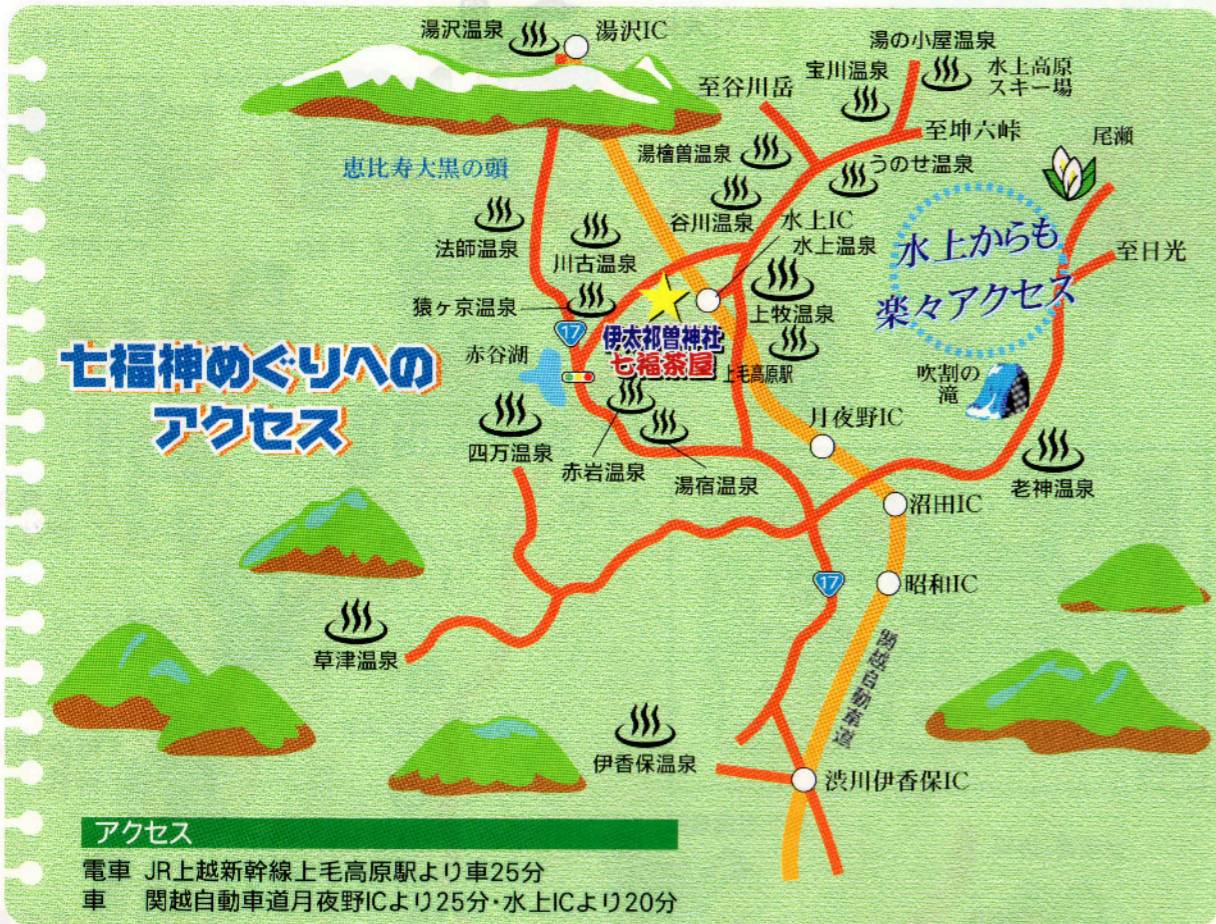 湯沢温泉
湯沢IC
湯の小屋温泉
宝川温泉
水上高原
スキー場
至谷川岳
至坤六峠
尾瀬
湯檜曽温泉
うのせ温泉
恵比寿大黒の頭
谷川温泉
水上IC
水上温泉
法師温泉
川古温泉
水上からも
楽々アクセス
至日光
猿ヶ京温泉
上牧温泉
17
伊太祁曽神社
七福茶屋
上毛高原駅
赤谷湖
七福神めぐりへの
アクセス
吹割の
滝
月夜野IC
四万温泉
赤岩温泉
湯宿温泉
老神温泉
沼田IC
17
昭和IC
草津温泉
関越自動車道
伊香保温泉
渋川伊香保IC
アクセス
電車 JR上越新幹線上毛高原駅より車25分
車 関越自動車道月夜野ICより25分・水上ICより20分